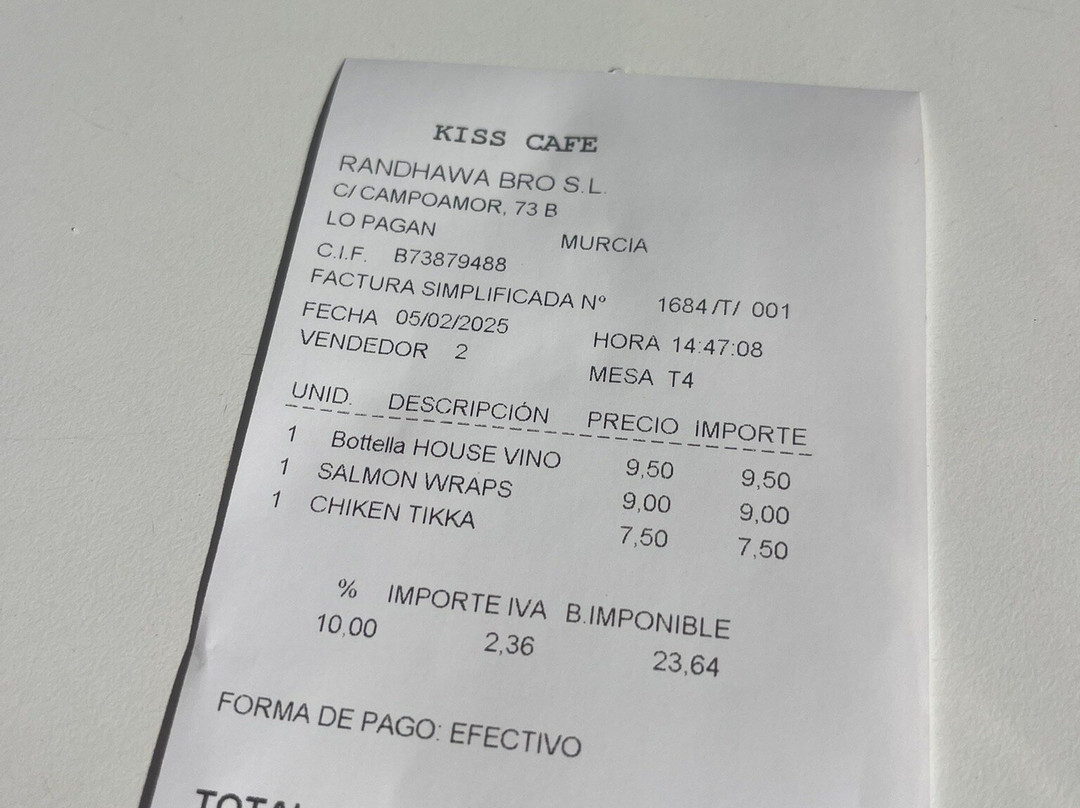 KISS CAFE
RANDHAWA BRO S.L.
C/ CAMPOAMOR, 73 B
LO PAGAN MURCIA
C.I.F. B73879488
FACTURA SIMPLIFICADA Nº 1684 /T/ 001
FECHA 05/02/2025 HORA 14:47:08
VENDEDOR 2 MESA T4
UNID. DESCRIPCIÓN PRECIO IMPORTE
1 Bottella HOUSE VINO 9,50 9,50
1 SALMON WRAPS 9,00 9,00
1 CHIKEN TIKKA 7,50 7,50
% IMPORTE IVA B.IMPONIBLE
10,00 2,36 23,64
FORMA DE PAGO: EFECTIVO
TOTAL